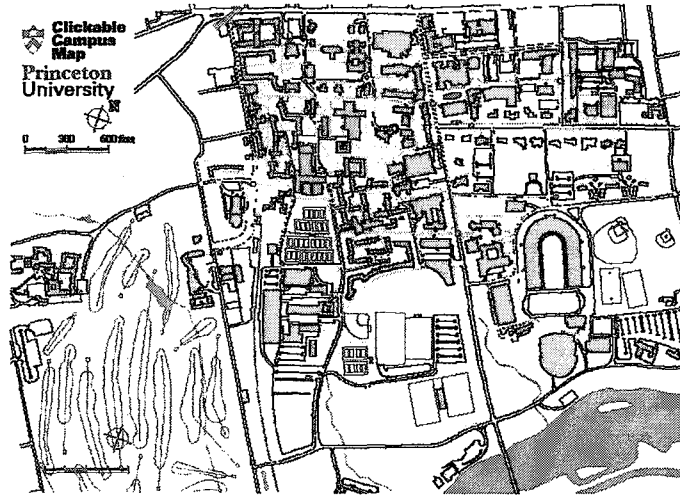 Clickable
Campus
Map
Princeton
University
N
0 300 600 feet